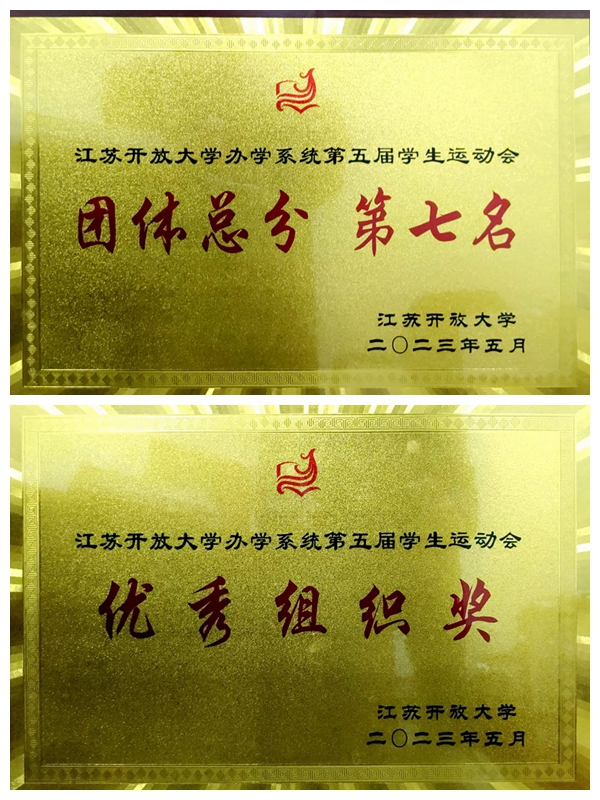 江苏开放大学办学系统第五届学生运动会
团体总分 第七名
江苏开放大学
二〇二三年五月
江苏开放大学办学系统第五届学生运动会
优秀组织奖
江苏开放大学
二〇二三年五月